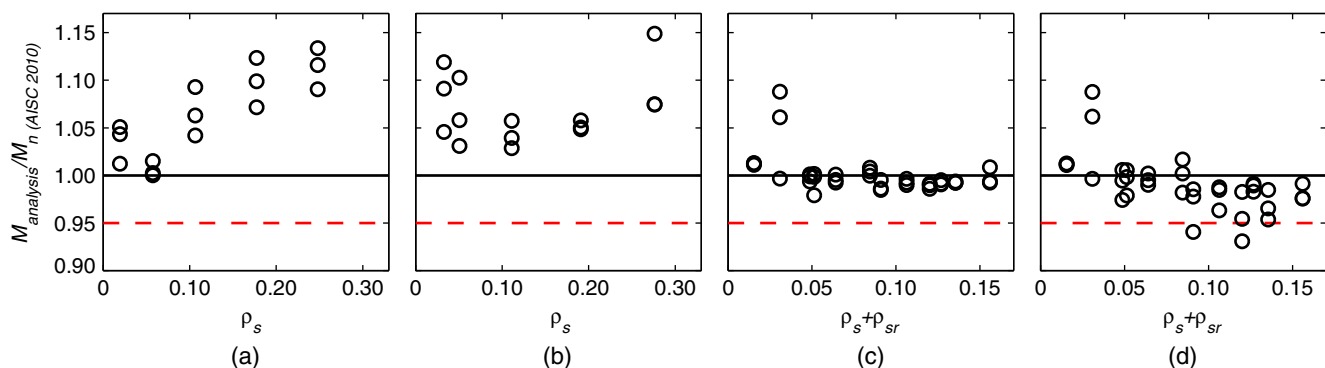 M_analysis/M_n (AISC 2010)
1.15
1.10
1.05
1.00
0.95
0.90
0 0.10 0.20 0.30
0 0.10 0.20 0.30
0 0.05 0.10 0.15
0 0.05 0.10 0.15
ρ_s
ρ_s
ρ_s+ρ_sr
ρ_s+ρ_sr
(a)
(b)
(c)
(d)